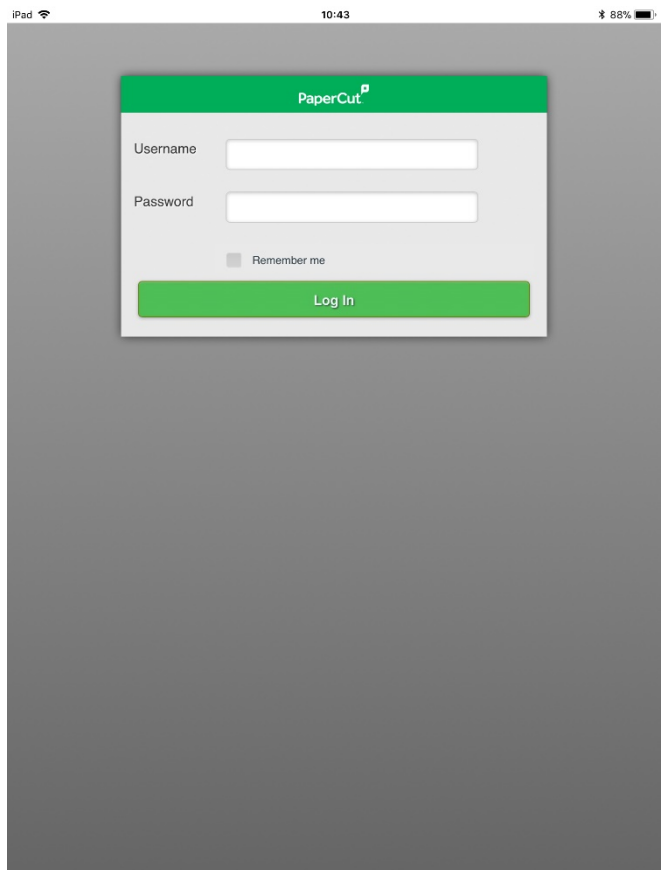 iPad 10:43 88%
PaperCut
Username
Password
Remember me
Log In